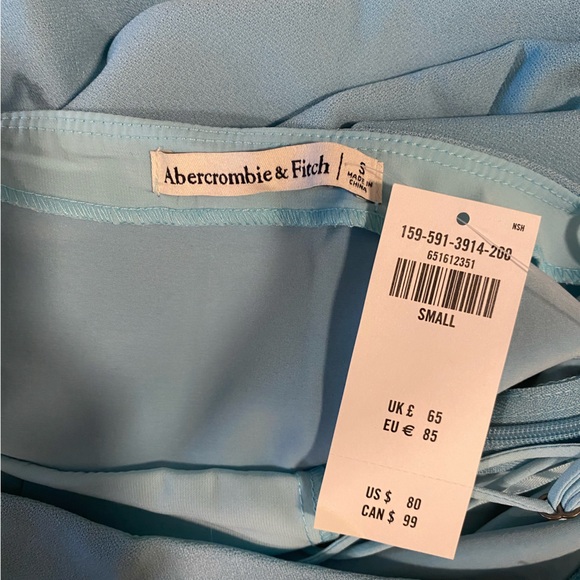 Abercrombie & Fitch
S
MADE IN
CHINA
NSH
159-591-3914-260
651612351
SMALL
UK £ 65
EU € 85
US $ 80
CAN $ 99